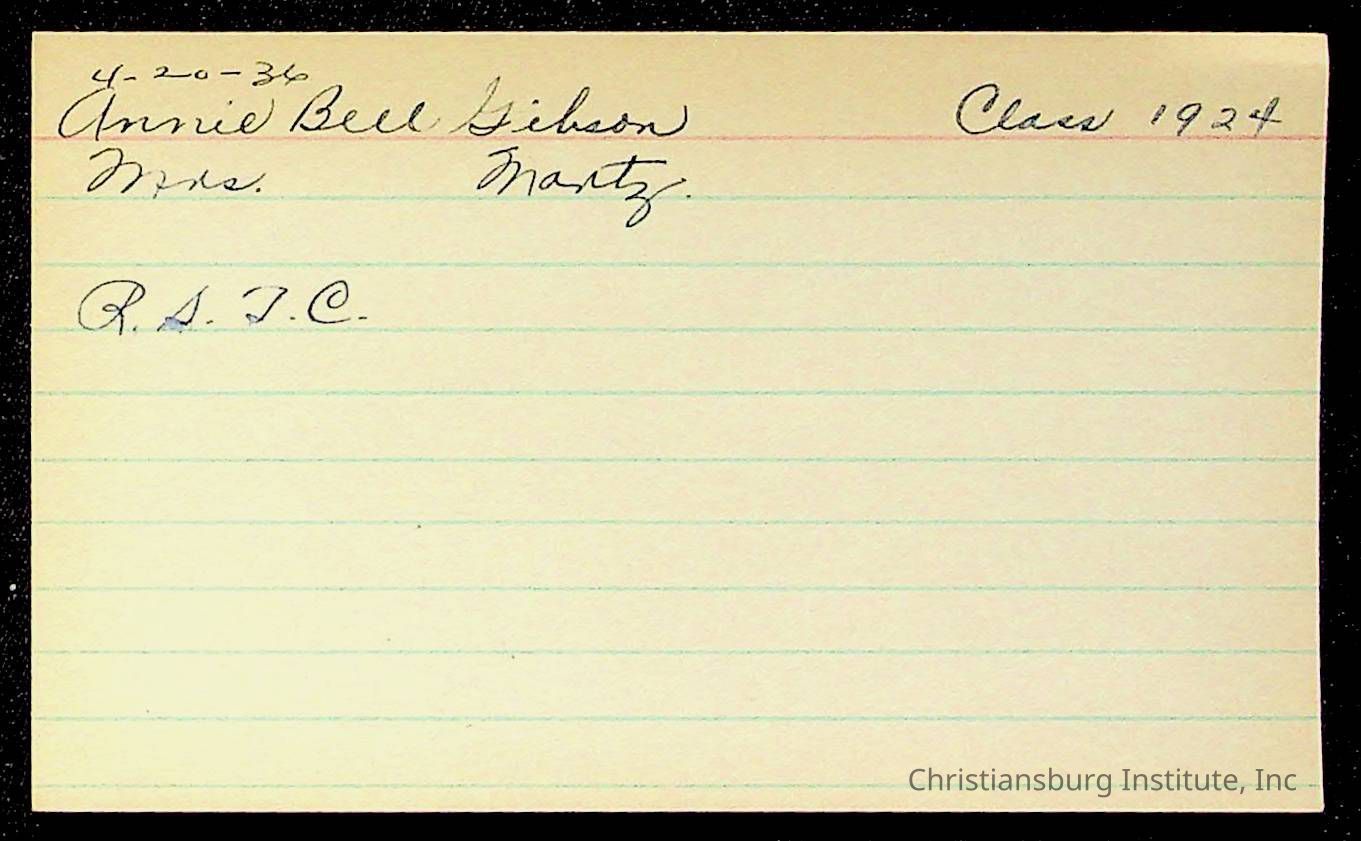 4-20-36
Annie Bell Gibson Class 1924
Mrs. Martz.
R. S. T. C.
Christiansburg Institute, Inc